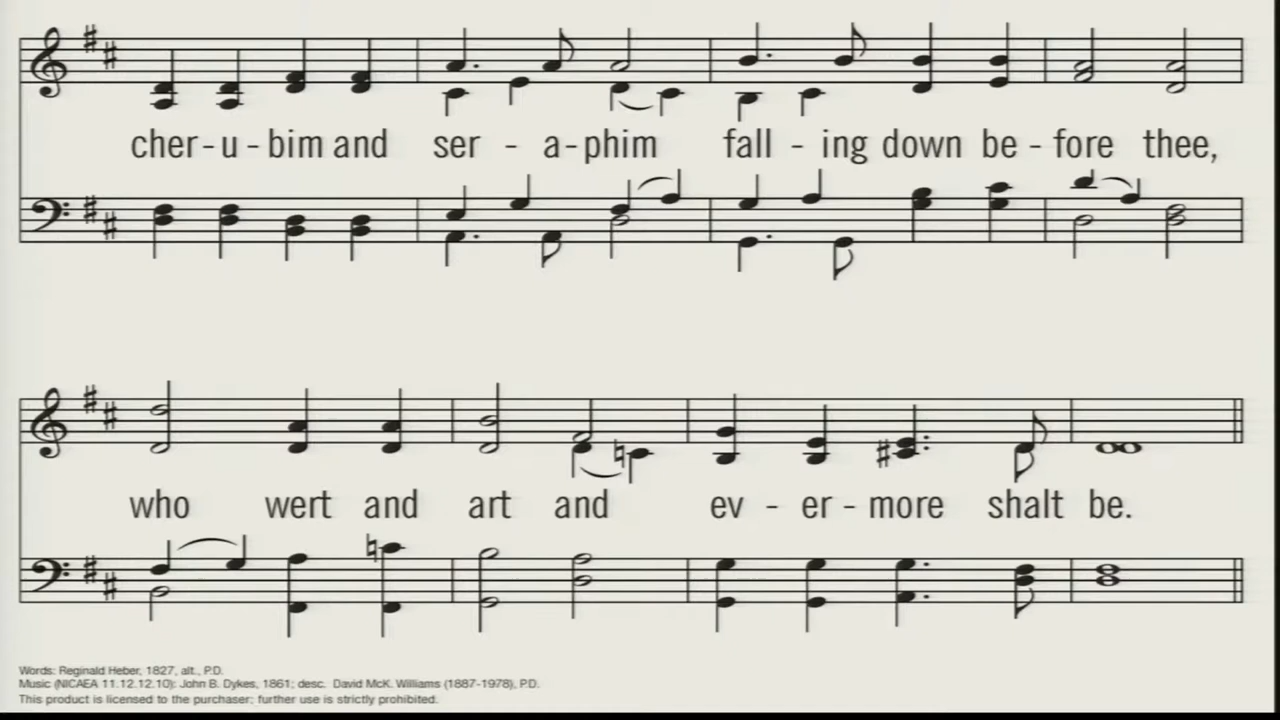 cher-u-bim and ser - a-phim fall - ing down be - fore thee,
who wert and art and ev - er - more shalt be.
Words: Reginald Heber, 1827, alt., P.D.
Music (NICAEA 11.12.12.10): John B. Dykes, 1861; desc. David McK. Williams (1887-1978), P.D.
This product is licensed to the purchaser; further use is strictly prohibited.